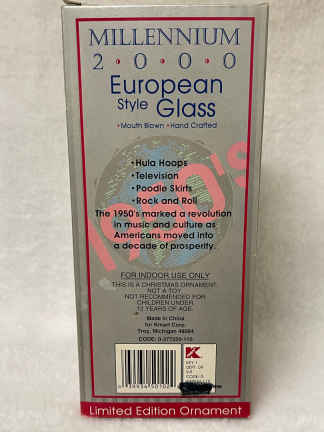 MILLENNIUM
2•0•0•0
European
Style Glass
•Mouth Blown •Hand Crafted
1950's
•Hula Hoops
•Television
•Poodle Skirts
•Rock and Roll
The 1950's marked a revolution
in music and culture as
Americans moved into
a decade of prosperity.
FOR INDOOR USE ONLY
THIS IS A CHRISTMAS ORNAMENT.
NOT A TOY
NOT RECOMMENDED FOR
CHILDREN UNDER
12 YEARS OF AGE.
Made in China
for Kmart Corp.
Troy, Michigan 48084
K
Limited Edition Ornament